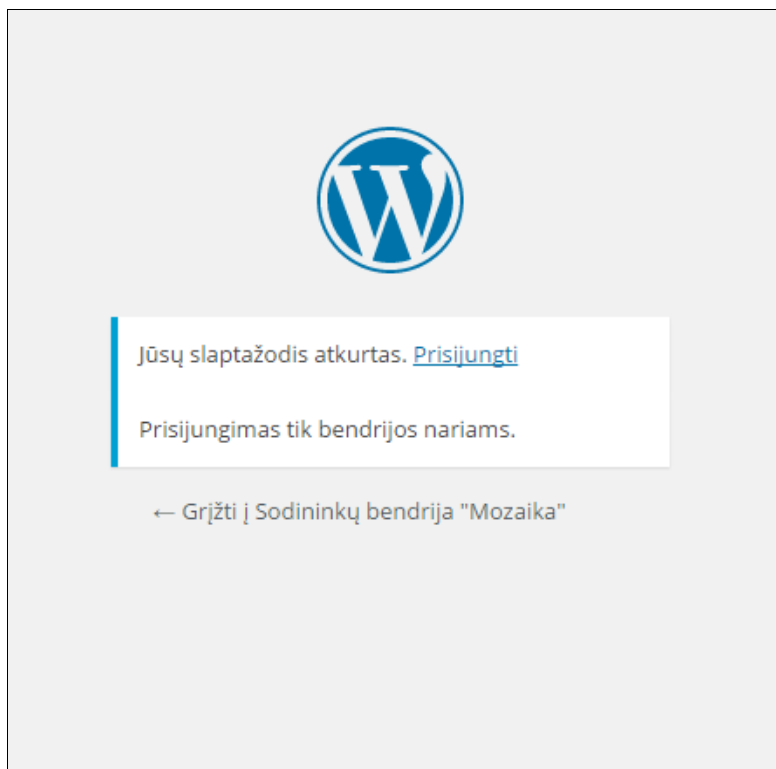 Jūsų slaptažodis atkurtas. Prisijungti
Prisijungimas tik bendrijos nariams.
← Grįžti į Sodininkų bendrija "Mozaika"